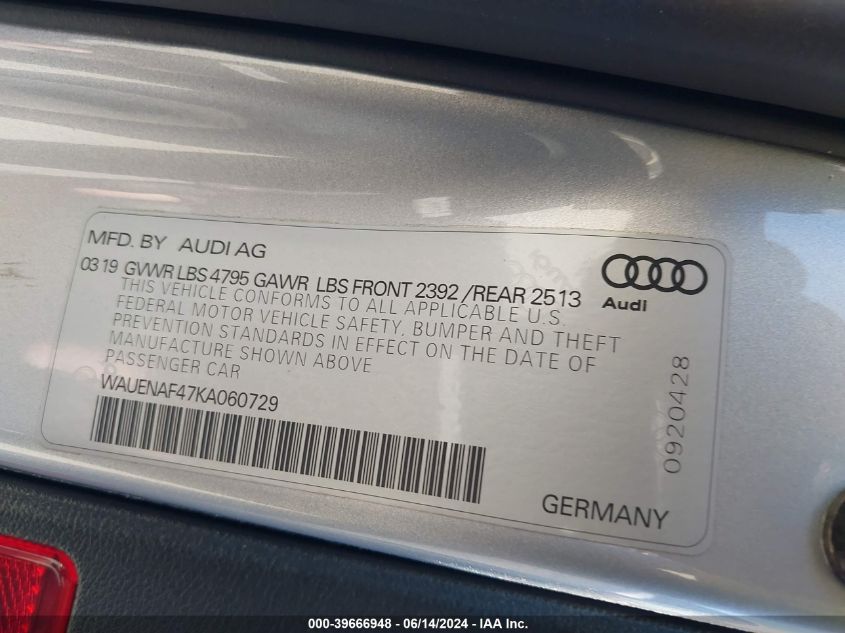 MFD. BY AUDI AG
03 19 GVWR LBS 4795 GAWR LBS FRONT 2392 /REAR 2513
THIS VEHICLE CONFORMS TO ALL APPLICABLE U.S.
FEDERAL MOTOR VEHICLE SAFETY, BUMPER AND THEFT
PREVENTION STANDARDS IN EFFECT ON THE DATE OF
MANUFACTURE SHOWN ABOVE
PASSENGER CAR
WAUENAF47KA060729
Audi
0920428
GERMANY
000-39666948 / 06/14/2024 - IAA Inc.